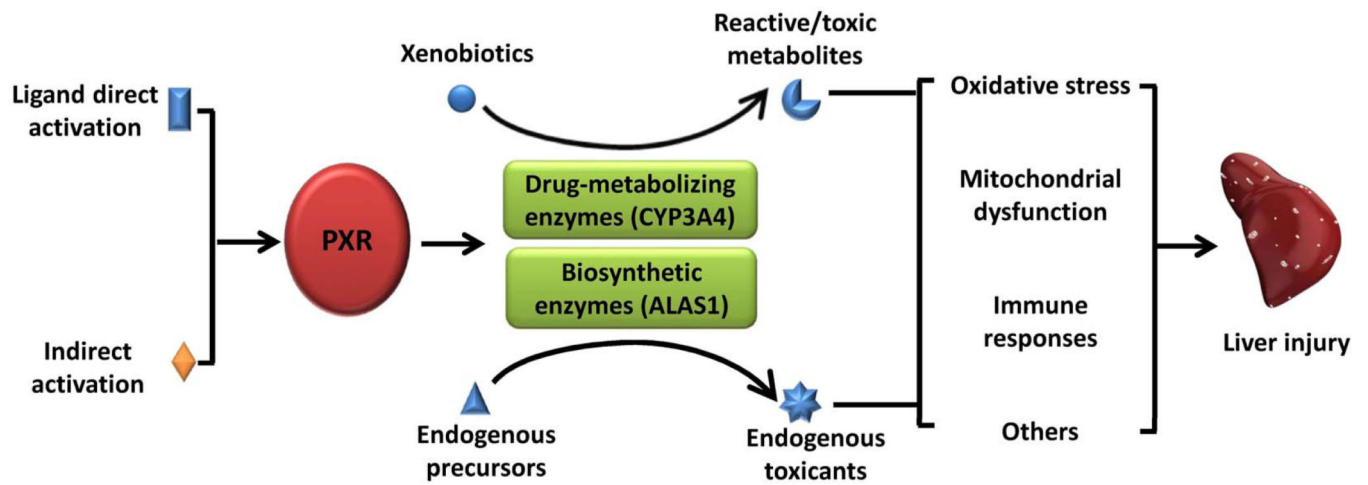 Ligand direct
activation
Indirect
activation
PXR
Xenobiotics
Reactive/toxic
metabolites
Drug-metabolizing
enzymes (CYP3A4)
Biosynthetic
enzymes (ALAS1)
Endogenous
precursors
Endogenous
toxicants
Oxidative stress
Mitochondrial
dysfunction
Immune
responses
Others
Liver injury